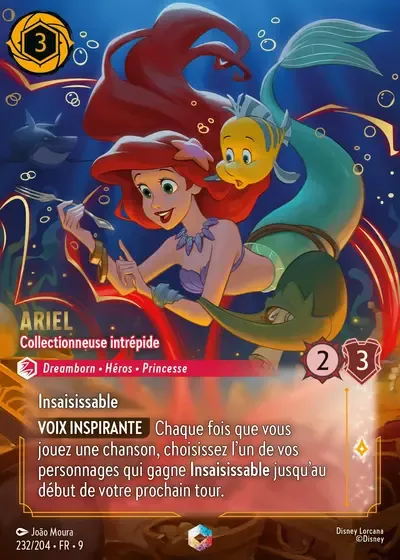 3
ARIEL
Collectionneuse intrépide
Dreamborn • Héros • Princesse
2 3
Insaisissable
VOIX INSPIRANTE Chaque fois que vous
jouez une chanson, choisissez l'un de vos
personnages qui gagne Insaisissable jusqu'au
début de votre prochain tour.
João Moura
232/204 • FR • 9
Disney Lorcana
©Disney